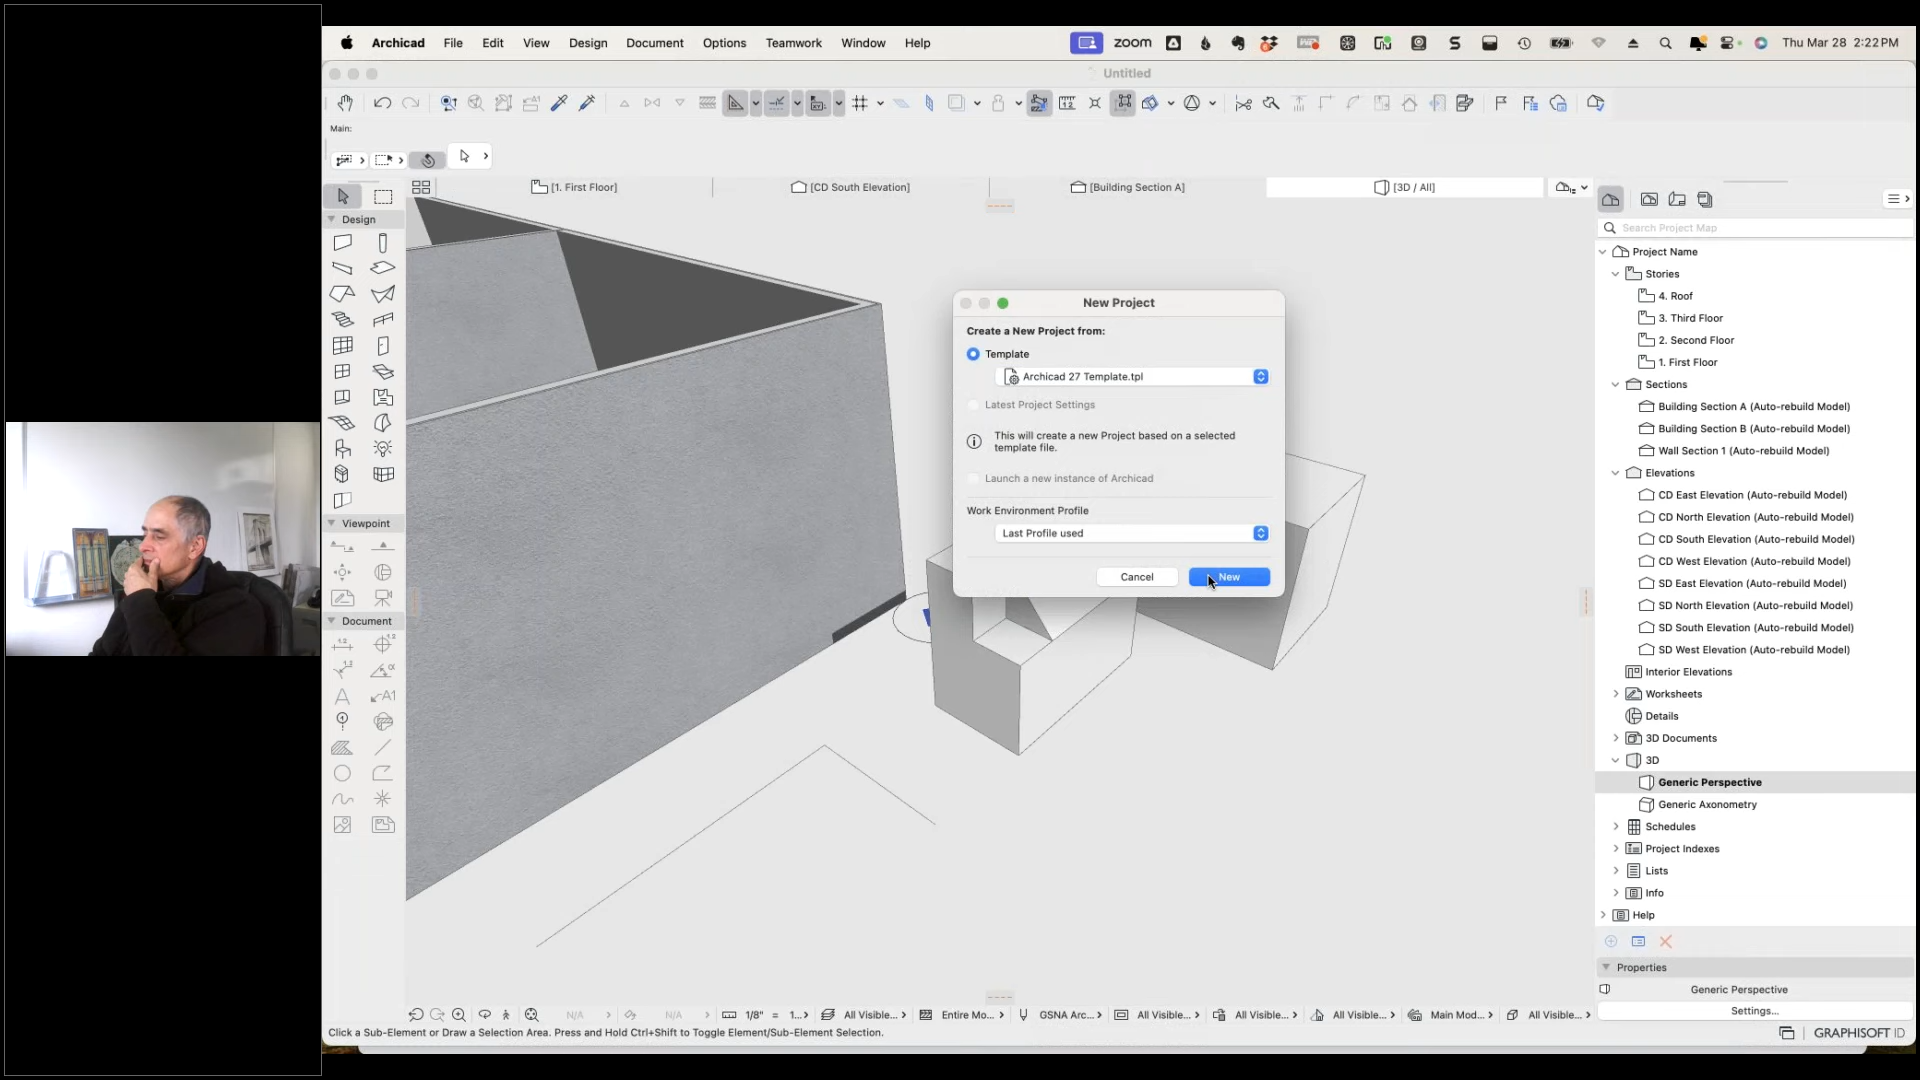 Archicad File Edit View Design Document Options Teamwork Window Help
zoom
Thu Mar 28 2:22 PM
Untitled
Main:
[1. First Floor]
[CD South Elevation]
[Building Section A]
[3D / All]
Design
Viewpoint
Document
New Project
Create a New Project from:
Template
Archicad 27 Template.tpl
Latest Project Settings
This will create a new Project based on a selected
template file.
Launch a new instance of Archicad
Work Environment Profile
Last Profile used
Cancel
New
Search Project Map
Project Name
Stories
4. Roof
3. Third Floor
2. Second Floor
1. First Floor
Sections
Building Section A (Auto-rebuild Model)
Building Section B (Auto-rebuild Model)
Wall Section 1 (Auto-rebuild Model)
Elevations
CD East Elevation (Auto-rebuild Model)
CD North Elevation (Auto-rebuild Model)
CD South Elevation (Auto-rebuild Model)
CD West Elevation (Auto-rebuild Model)
SD East Elevation (Auto-rebuild Model)
SD North Elevation (Auto-rebuild Model)
SD South Elevation (Auto-rebuild Model)
SD West Elevation (Auto-rebuild Model)
Interior Elevations
Worksheets
Details
3D Documents
3D
Generic Perspective
Generic Axonometry
Schedules
Project Indexes
Lists
Info
Help
Properties
Generic Perspective
Settings...
N/A N/A 1/8" = 1... All Visible... Entire Mo... GSNA Arc... All Visible... All Visible... All Visible... Main Mod... All Visible...
Click a Sub-Element or Draw a Selection Area. Press and Hold Ctrl+Shift to Toggle Element/Sub-Element Selection.
GRAPHISOFT ID